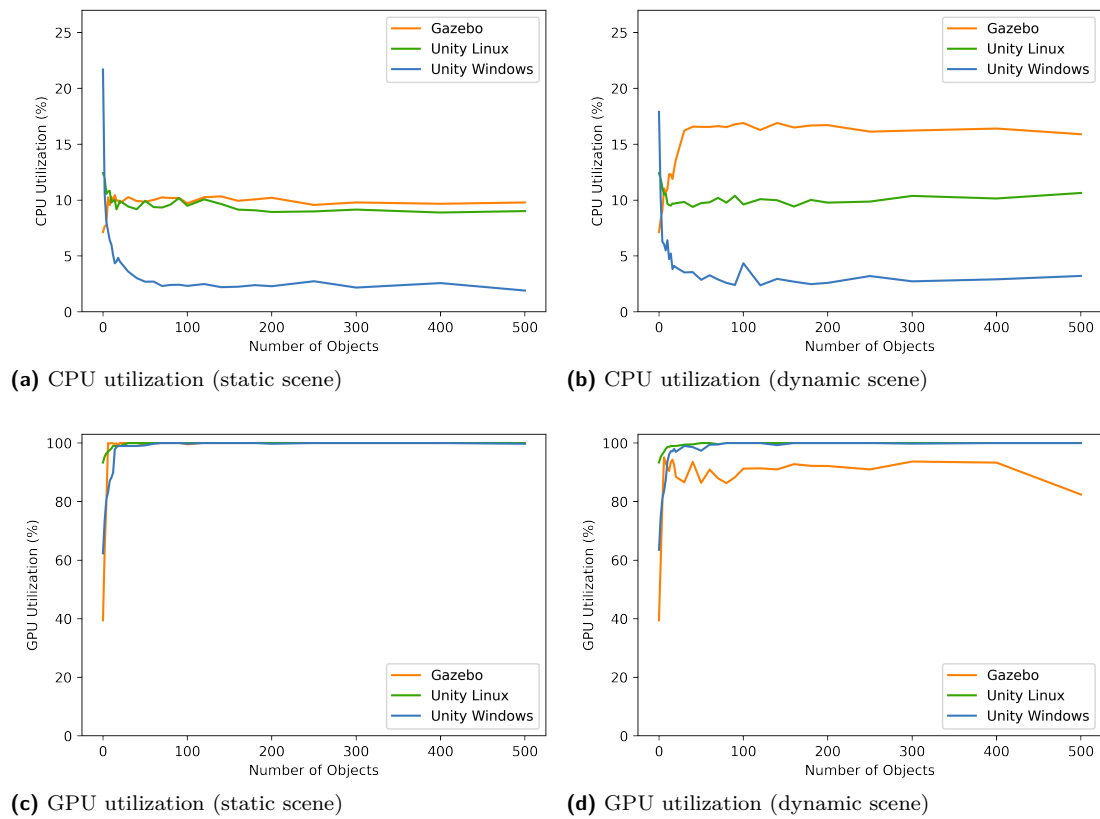 25
20
15
10
5
0
CPU Utilization (%)
Gazebo
Unity Linux
Unity Windows
0 100 200 300 400 500
Number of Objects
(a) CPU utilization (static scene)
25
20
15
10
5
0
CPU Utilization (%)
Gazebo
Unity Linux
Unity Windows
0 100 200 300 400 500
Number of Objects
(b) CPU utilization (dynamic scene)
100
80
60
40
20
0
GPU Utilization (%)
Gazebo
Unity Linux
Unity Windows
0 100 200 300 400 500
Number of Objects
(c) GPU utilization (static scene)
100
80
60
40
20
0
GPU Utilization (%)
Gazebo
Unity Linux
Unity Windows
0 100 200 300 400 500
Number of Objects
(d) GPU utilization (dynamic scene)